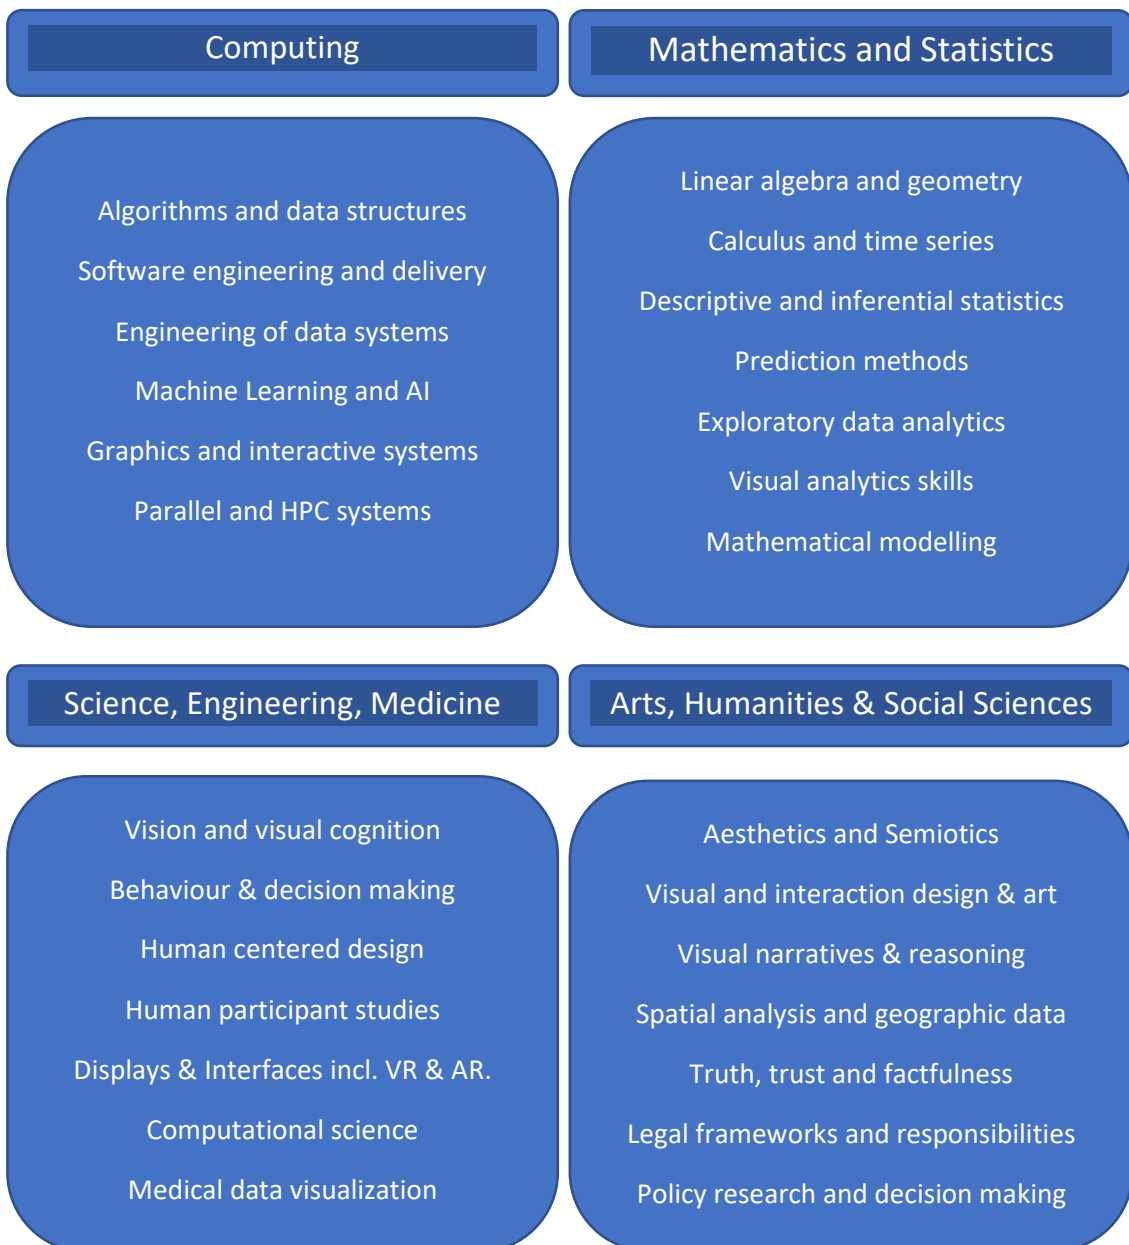 Computing
Algorithms and data structures
Software engineering and delivery
Engineering of data systems
Machine Learning and AI
Graphics and interactive systems
Parallel and HPC systems
Mathematics and Statistics
Linear algebra and geometry
Calculus and time series
Descriptive and inferential statistics
Prediction methods
Exploratory data analytics
Visual analytics skills
Mathematical modelling
Science, Engineering, Medicine
Vision and visual cognition
Behaviour & decision making
Human centered design
Human participant studies
Displays & Interfaces incl. VR & AR.
Computational science
Medical data visualization
Arts, Humanities & Social Sciences
Aesthetics and Semiotics
Visual and interaction design & art
Visual narratives & reasoning
Spatial analysis and geographic data
Truth, trust and factfulness
Legal frameworks and responsibilities
Policy research and decision making